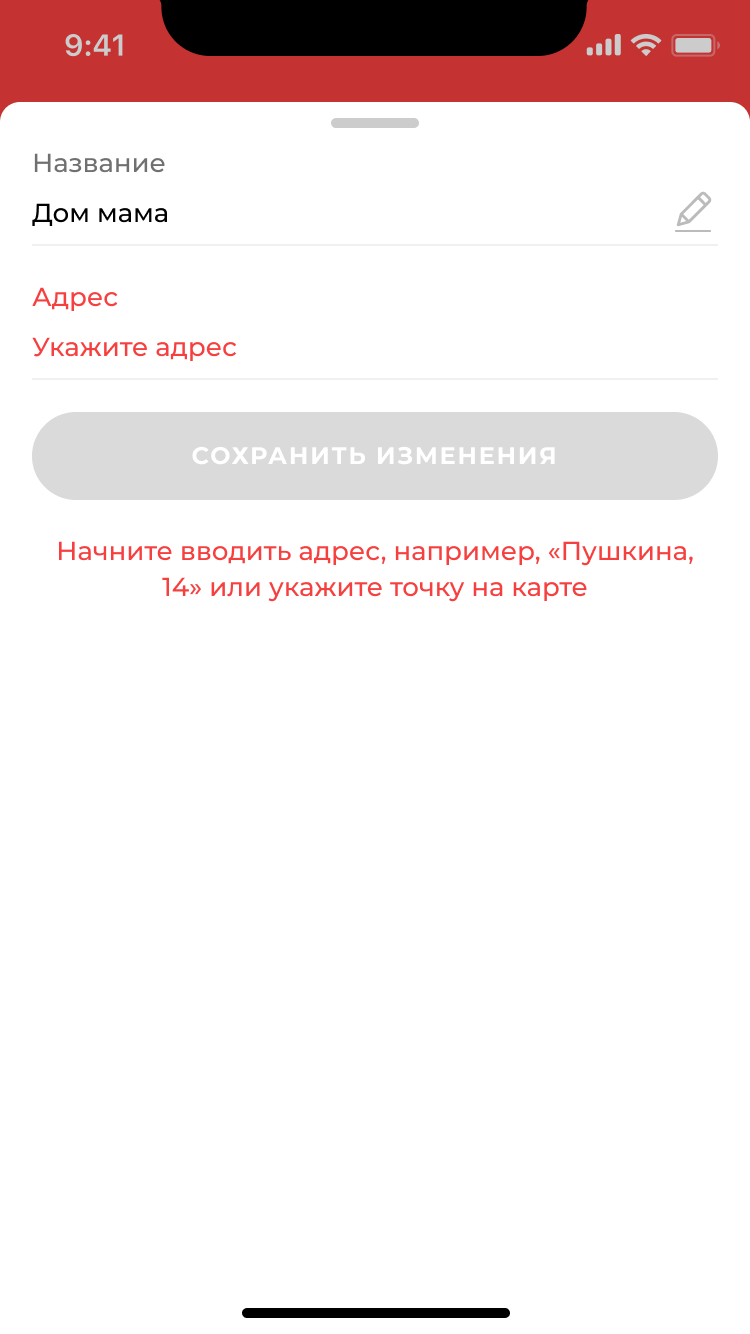 9:41
Название
Дом мама
Адрес
Укажите адрес
СОХРАНИТЬ ИЗМЕНЕНИЯ
Начните вводить адрес, например, «Пушкина,
14» или укажите точку на карте